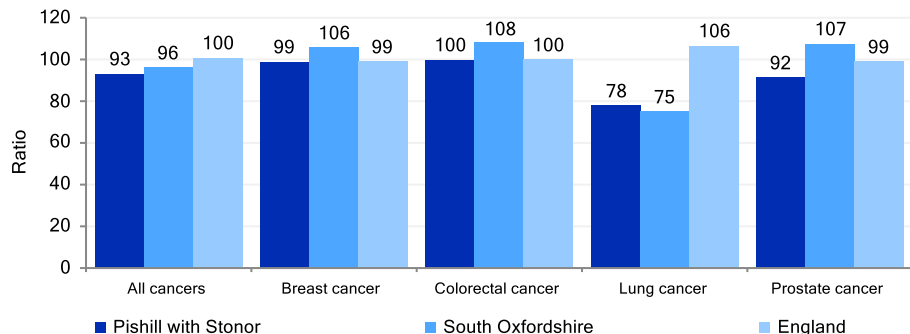 120
100
80
60
40
20
0
Ratio
93 96 100
99 106 99
100 108 100
78 75 106
92 107 99
All cancers Breast cancer Colorectal cancer Lung cancer Prostate cancer
Pishill with Stonor South Oxfordshire England